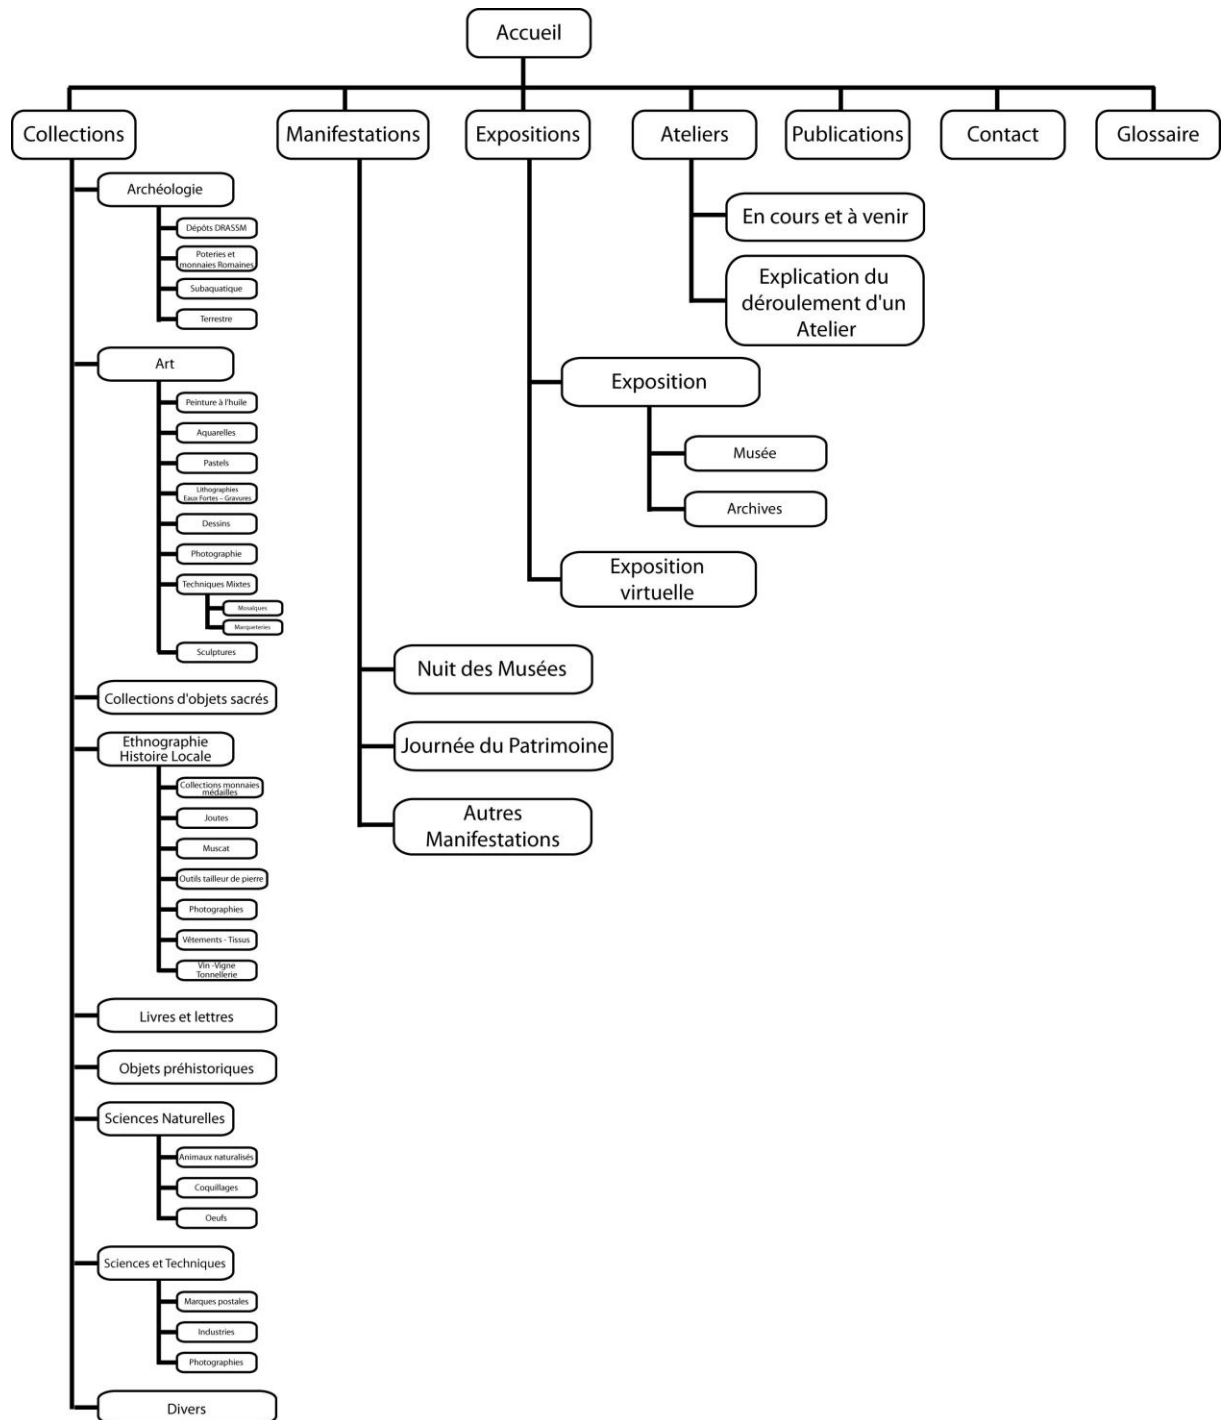 Accueil
Collections
Manifestations
Expositions
Ateliers
Publications
Contact
Glossaire
Archéologie
Dépôts DRASSM
Poteries et
monnaies Romaines
Subaquatique
Terrestre
Art
Peinture à l'huile
Aquarelles
Pastels
Lithographies
Eaux Fortes – Gravures
Dessins
Photographie
Techniques Mixtes
Mosaïques
Marqueteries
Sculptures
Collections d'objets sacrés
Ethnographie
Histoire Locale
Collections monnaies
médailles
Joutes
Muscat
Outils tailleur de pierre
Photographies
Vêtements - Tissus
Vin -Vigne
Tonnellerie
Livres et lettres
Objets préhistoriques
Sciences Naturelles
Animaux naturalisés
Coquillages
Oeufs
Sciences et Techniques
Marques postales
Industries
Photographies
Divers
Nuit des Musées
Journée du Patrimoine
Autres
Manifestations
Exposition
Musée
Archives
Exposition
virtuelle
En cours et à venir
Explication du
déroulement d'un
Atelier